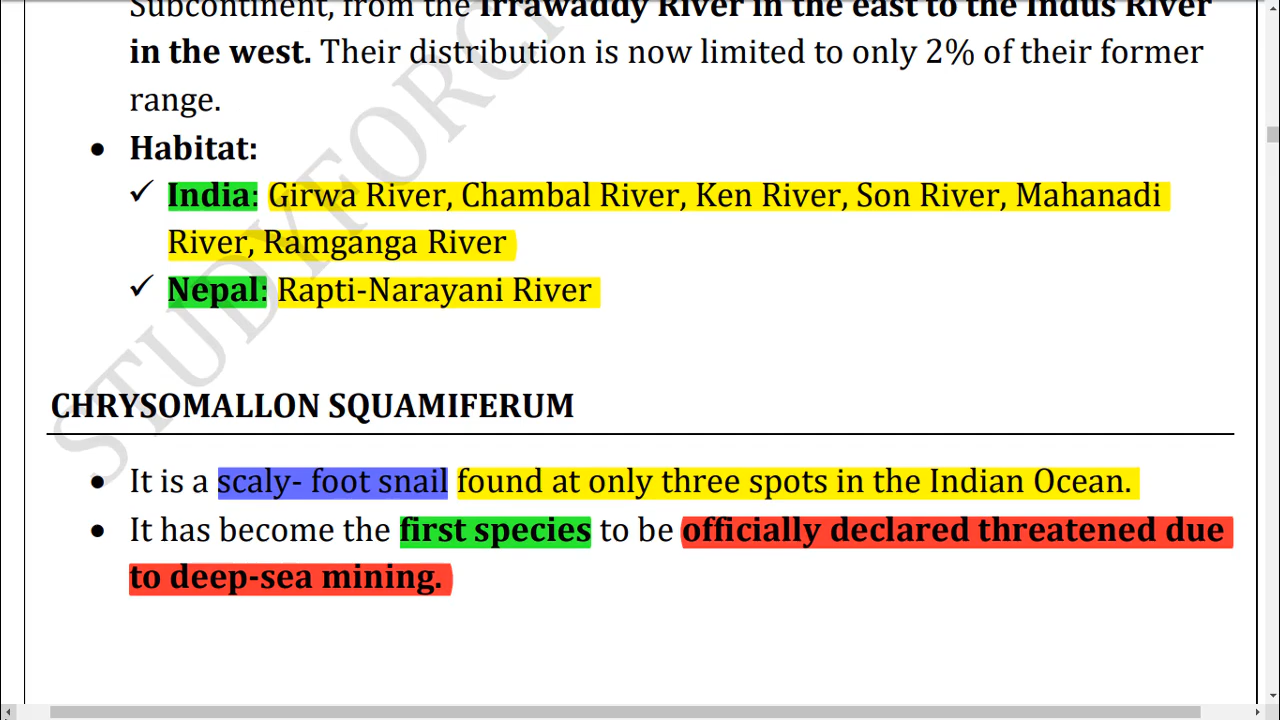 Subcontinent, from the Irrawaddy River in the east to the Indus River
in the west. Their distribution is now limited to only 2% of their former
range.
• Habitat:
✓ India: Girwa River, Chambal River, Ken River, Son River, Mahanadi
River, Ramganga River
✓ Nepal: Rapti-Narayani River
CHRYSOMALLON SQUAMIFERUM
• It is a scaly- foot snail found at only three spots in the Indian Ocean.
• It has become the first species to be officially declared threatened due
to deep-sea mining.